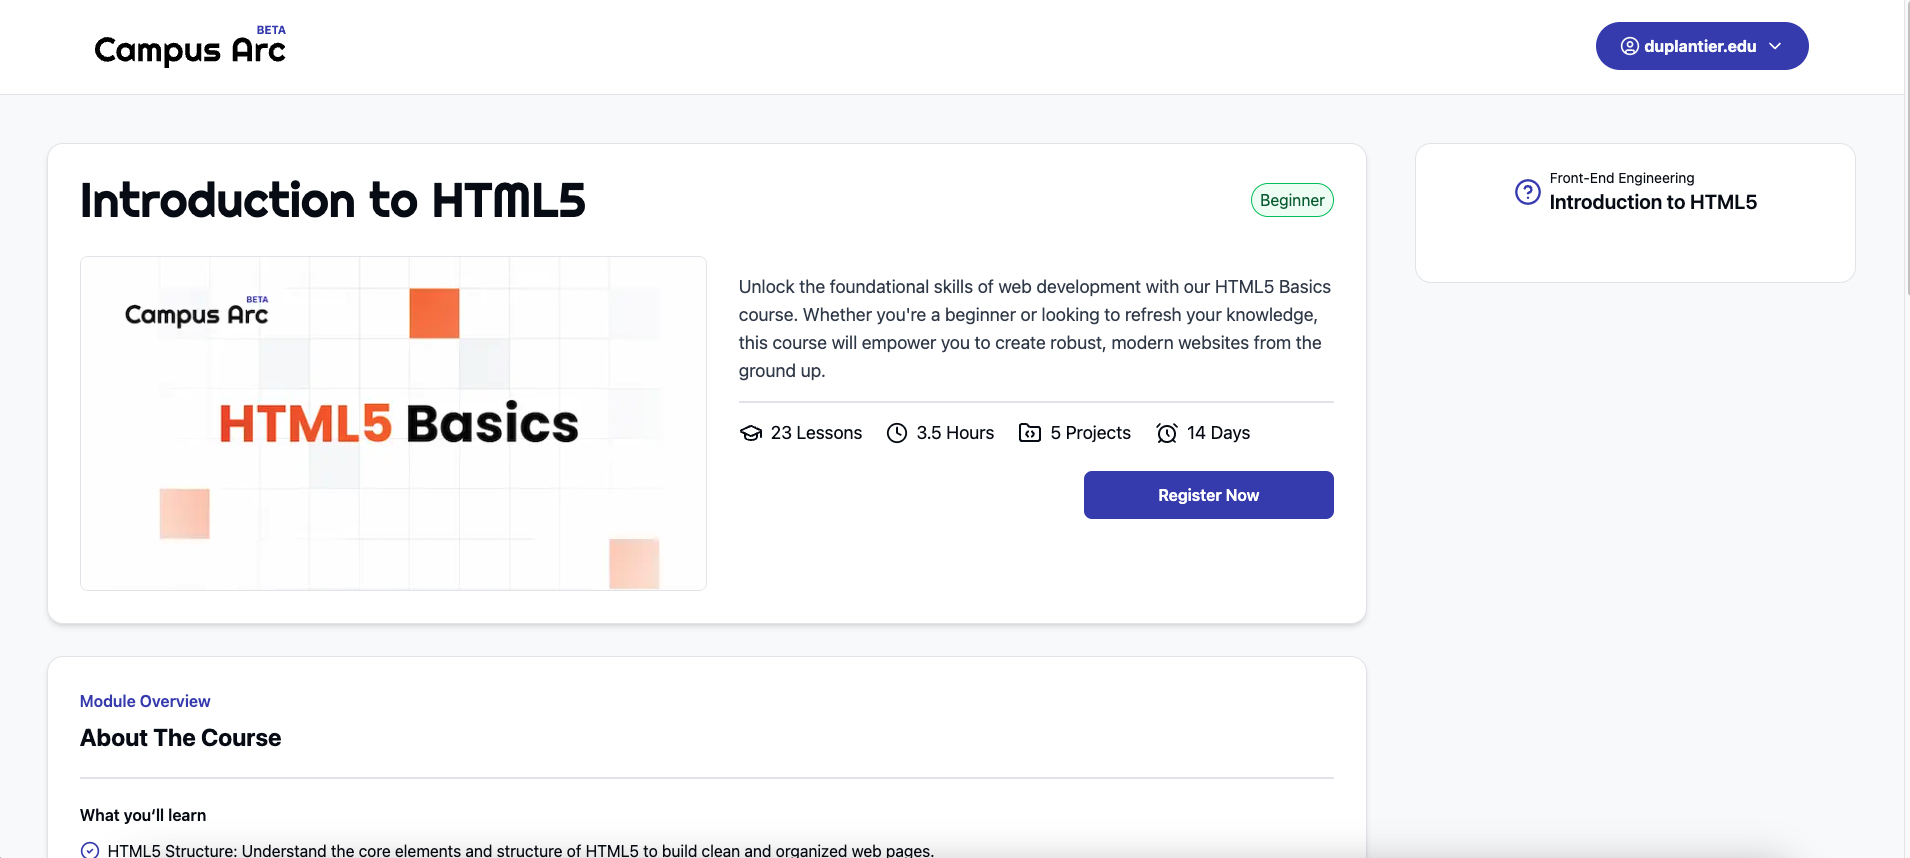 Campus Arc BETA
duplantier.edu
Introduction to HTML5
Beginner
Campus Arc BETA
HTML5 Basics
Unlock the foundational skills of web development with our HTML5 Basics
course. Whether you're a beginner or looking to refresh your knowledge,
this course will empower you to create robust, modern websites from the
ground up.
23 Lessons
3.5 Hours
5 Projects
14 Days
Register Now
Front-End Engineering
Introduction to HTML5
Module Overview
About The Course
What you‘ll learn
HTML5 Structure: Understand the core elements and structure of HTML5 to build clean and organized web pages.